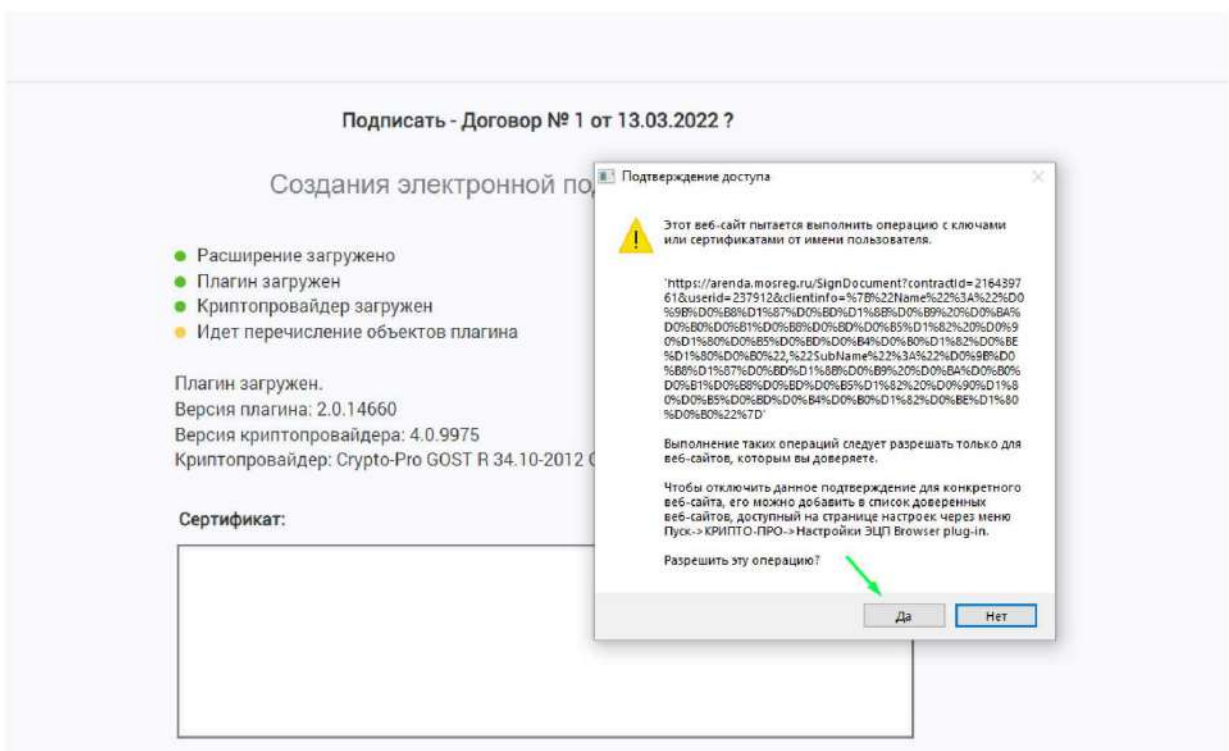 Подписать - Договор № 1 от 13.03.2022 ?
Создания электронной по
Расширение загружено
Плагин загружен
Криптопровайдер загружен
Идет перечисление объектов плагина
Плагин загружен.
Версия плагина: 2.0.14660
Версия криптопровайдера: 4.0.9975
Криптопровайдер: Crypto-Pro GOST R 34.10-2012
Сертификат:
Подтверждение доступа
Этот веб-сайт пытается выполнить операцию с ключами
или сертификатами от имени пользователя.
'https://arenda.mosreg.ru/SignDocument?contractId=2164397
61&userid=237912&clientinfo=%7B%22Name%22%3A%22%D0
%9B%D0%B8%D1%87%D0%BD%D1%8B%D0%B9%20%D0%BA%
D0%B0%D0%B1%D0%B8%D0%BD%D0%B5%D1%82%20%D0%9
0%D1%80%D0%B5%D0%BD%D0%B4%D0%B0%D1%82%D0%BE
%D1%80%D0%B0%22,%22SubName%22%3A%22%D0%9B%D0
%B8%D1%87%D0%BD%D1%8B%D0%B9%20%D0%BA%D0%B0%
D0%B1%D0%B8%D0%BD%D0%B5%D1%82%20%D0%90%D1%8
0%D0%B5%D0%BD%D0%B4%D0%B0%D1%82%D0%BE%D1%80
%D0%B0%22%7D'
Выполнение таких операций следует разрешать только для
веб-сайтов, которым вы доверяете.
Чтобы отключить данное подтверждение для конкретного
веб-сайта, его можно добавить в список доверенных
веб-сайтов, доступный на странице настроек через меню
Пуск->КРИПТО-ПРО->Настройки ЭЦП Browser plug-in.
Разрешить эту операцию?
Да
Нет